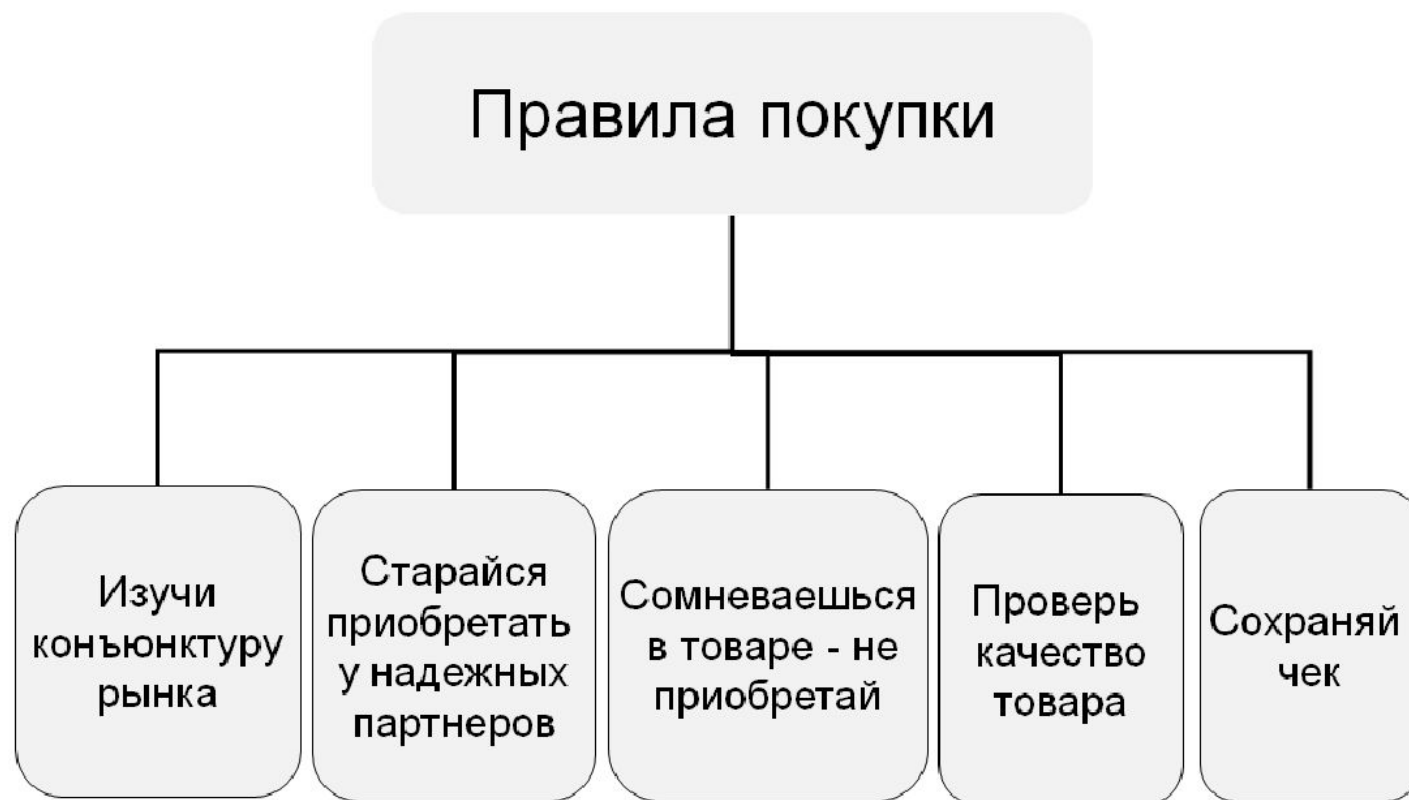 Правила покупки
Изучи
конъюнктуру
рынка
Старайся
приобретать
у надежных
партнеров
Сомневаешься
в товаре - не
приобретай
Проверь
качество
товара
Сохраняй
чек